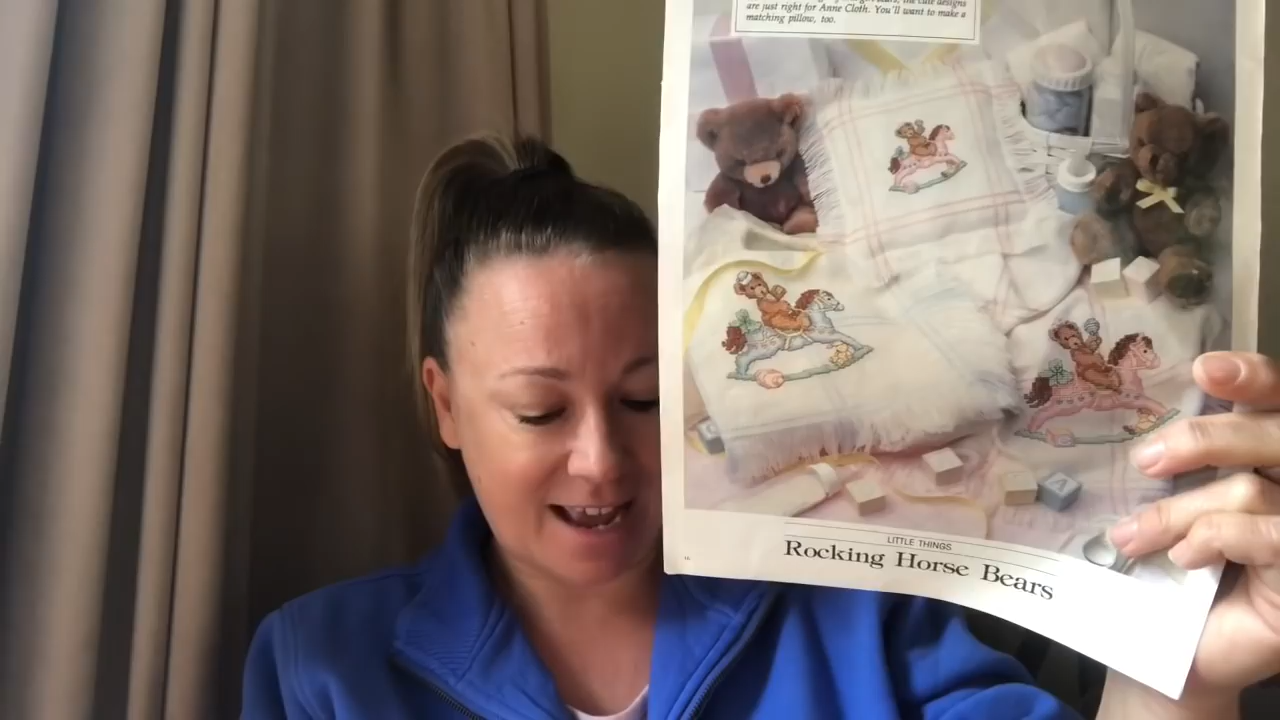 are just right for Anne Cloth. You'll want to make a
matching pillow, too.
A
LITTLE THINGS
Rocking Horse Bears